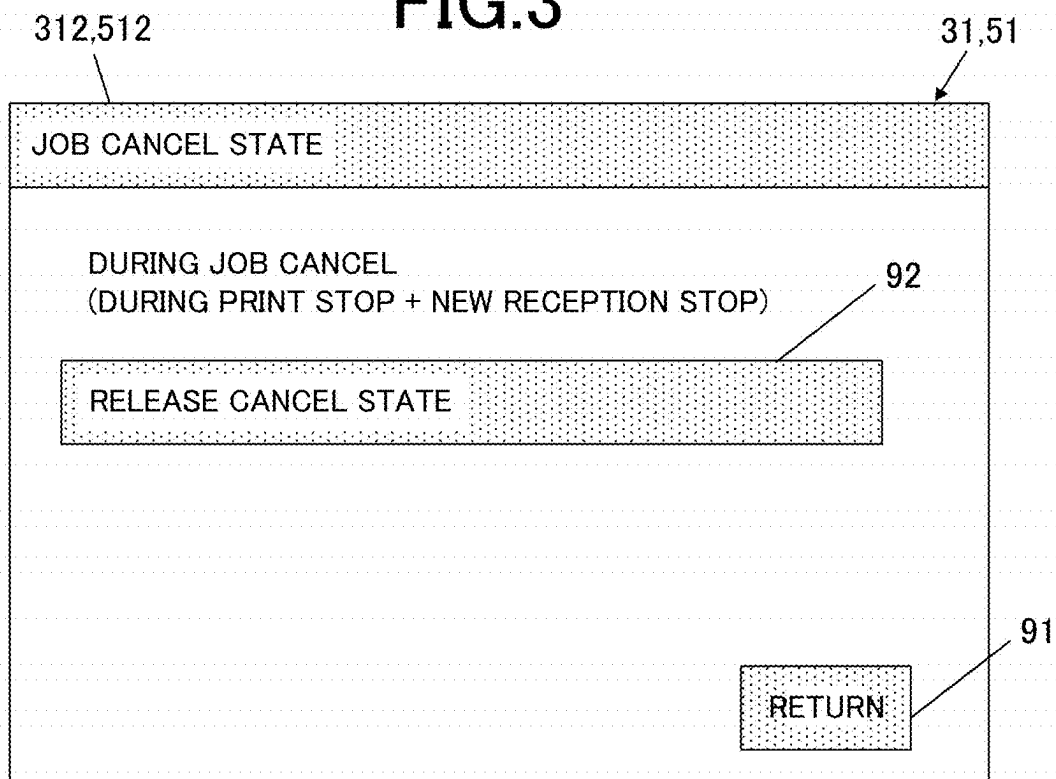 FIG.3
312,512
31,51
JOB CANCEL STATE
DURING JOB CANCEL
(DURING PRINT STOP + NEW RECEPTION STOP)
92
RELEASE CANCEL STATE
91
RETURN